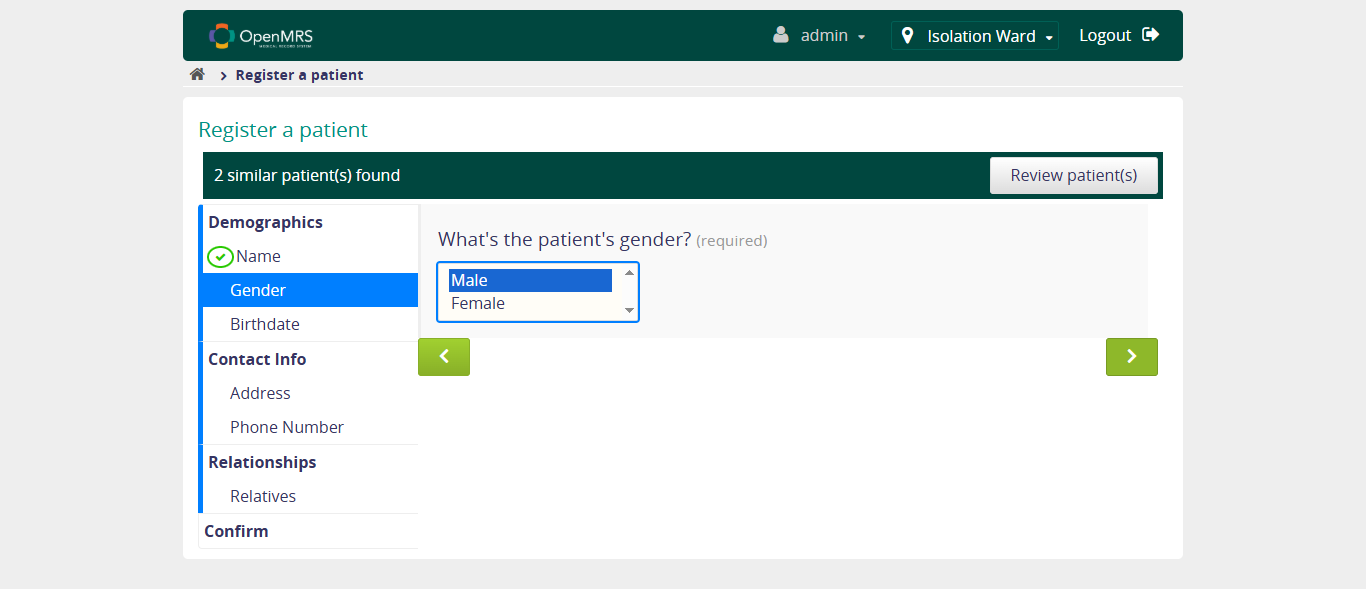 OpenMRS
MEDICAL RECORD SYSTEM
admin
Isolation Ward
Logout
Register a patient
Register a patient
2 similar patient(s) found
Review patient(s)
Demographics
Name
Gender
Birthdate
Contact Info
Address
Phone Number
Relationships
Relatives
Confirm
What's the patient's gender? (required)
Male
Female